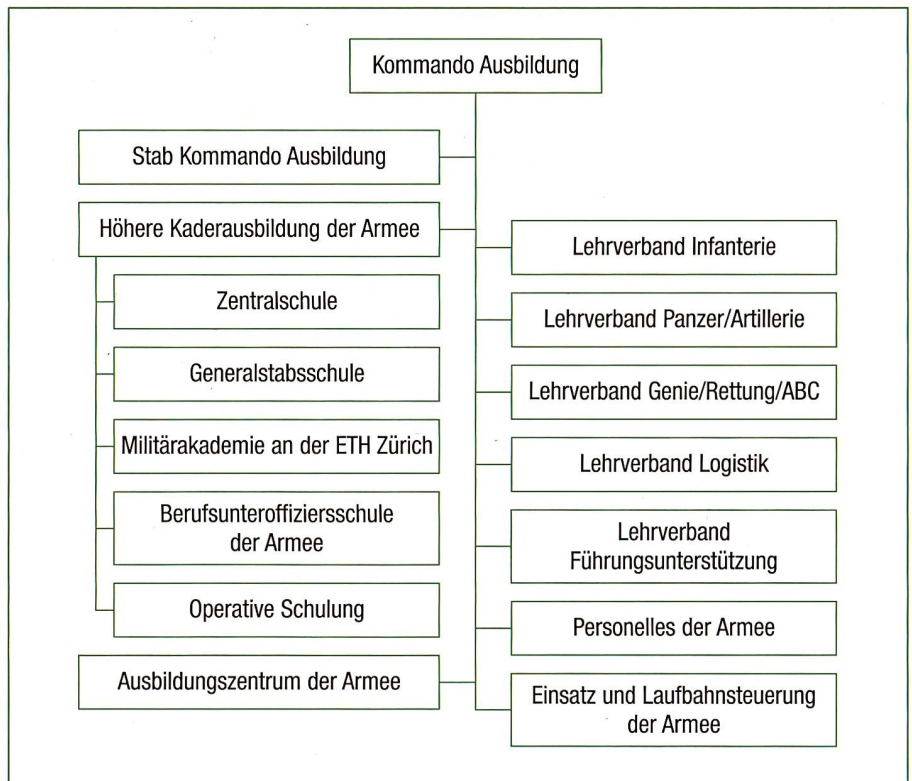 Kommando Ausbildung
Stab Kommando Ausbildung
Höhere Kaderausbildung der Armee
Zentralschule
Generalstabsschule
Militärakademie an der ETH Zürich
Berufsunteroffiziersschule
der Armee
Operative Schulung
Ausbildungszentrum der Armee
Lehrverband Infanterie
Lehrverband Panzer/Artillerie
Lehrverband Genie/Rettung/ABC
Lehrverband Logistik
Lehrverband
Führungsunterstützung
Personelles der Armee
Einsatz und Laufbahnsteuerung
der Armee